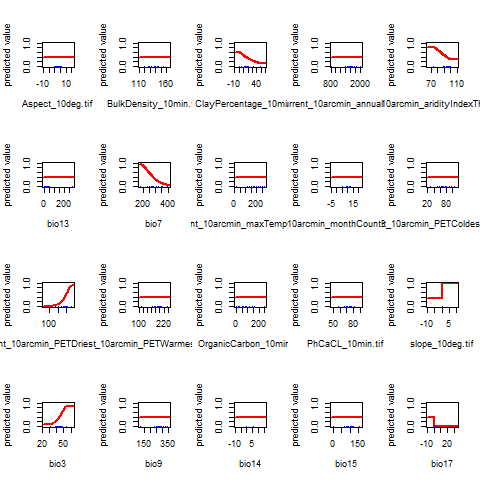 predicted value
0.0 1.0
-10 10
Aspect_10deg.tif
predicted value
0.0 1.0
110 160
BulkDensity_10min.
predicted value
0.0 1.0
-10 40
ClayPercentage_10mi
predicted value
0.0 1.0
800 2000
rrent_10arcmin_annual
predicted value
0.0 1.0
70 110
10arcmin_aridityIndexTh
predicted value
0.0 1.0
0 200
bio13
predicted value
0.0 1.0
200 400
bio7
predicted value
0.0 1.0
0 200
nt_10arcmin_maxTemp
predicted value
0.0 1.0
-5 15
10arcmin_monthCountB
predicted value
0.0 1.0
20 80
t_10arcmin_PETColdes
predicted value
0.0 1.0
100
nt_10arcmin_PETDries
predicted value
0.0 1.0
100 220
t_10arcmin_PETWarmes
predicted value
0.0 1.0
0 200
OrganicCarbon_10mir
predicted value
0.0 1.0
50 80
PhCaCL_10min.tif
predicted value
0.0 1.0
-10 5
slope_10deg.tif
predicted value
0.0 1.0
20 50
bio3
predicted value
0.0 1.0
150 350
bio9
predicted value
0.0 1.0
-10 5
bio14
predicted value
0.0 1.0
0 150
bio15
predicted value
0.0 1.0
-10 20
bio17